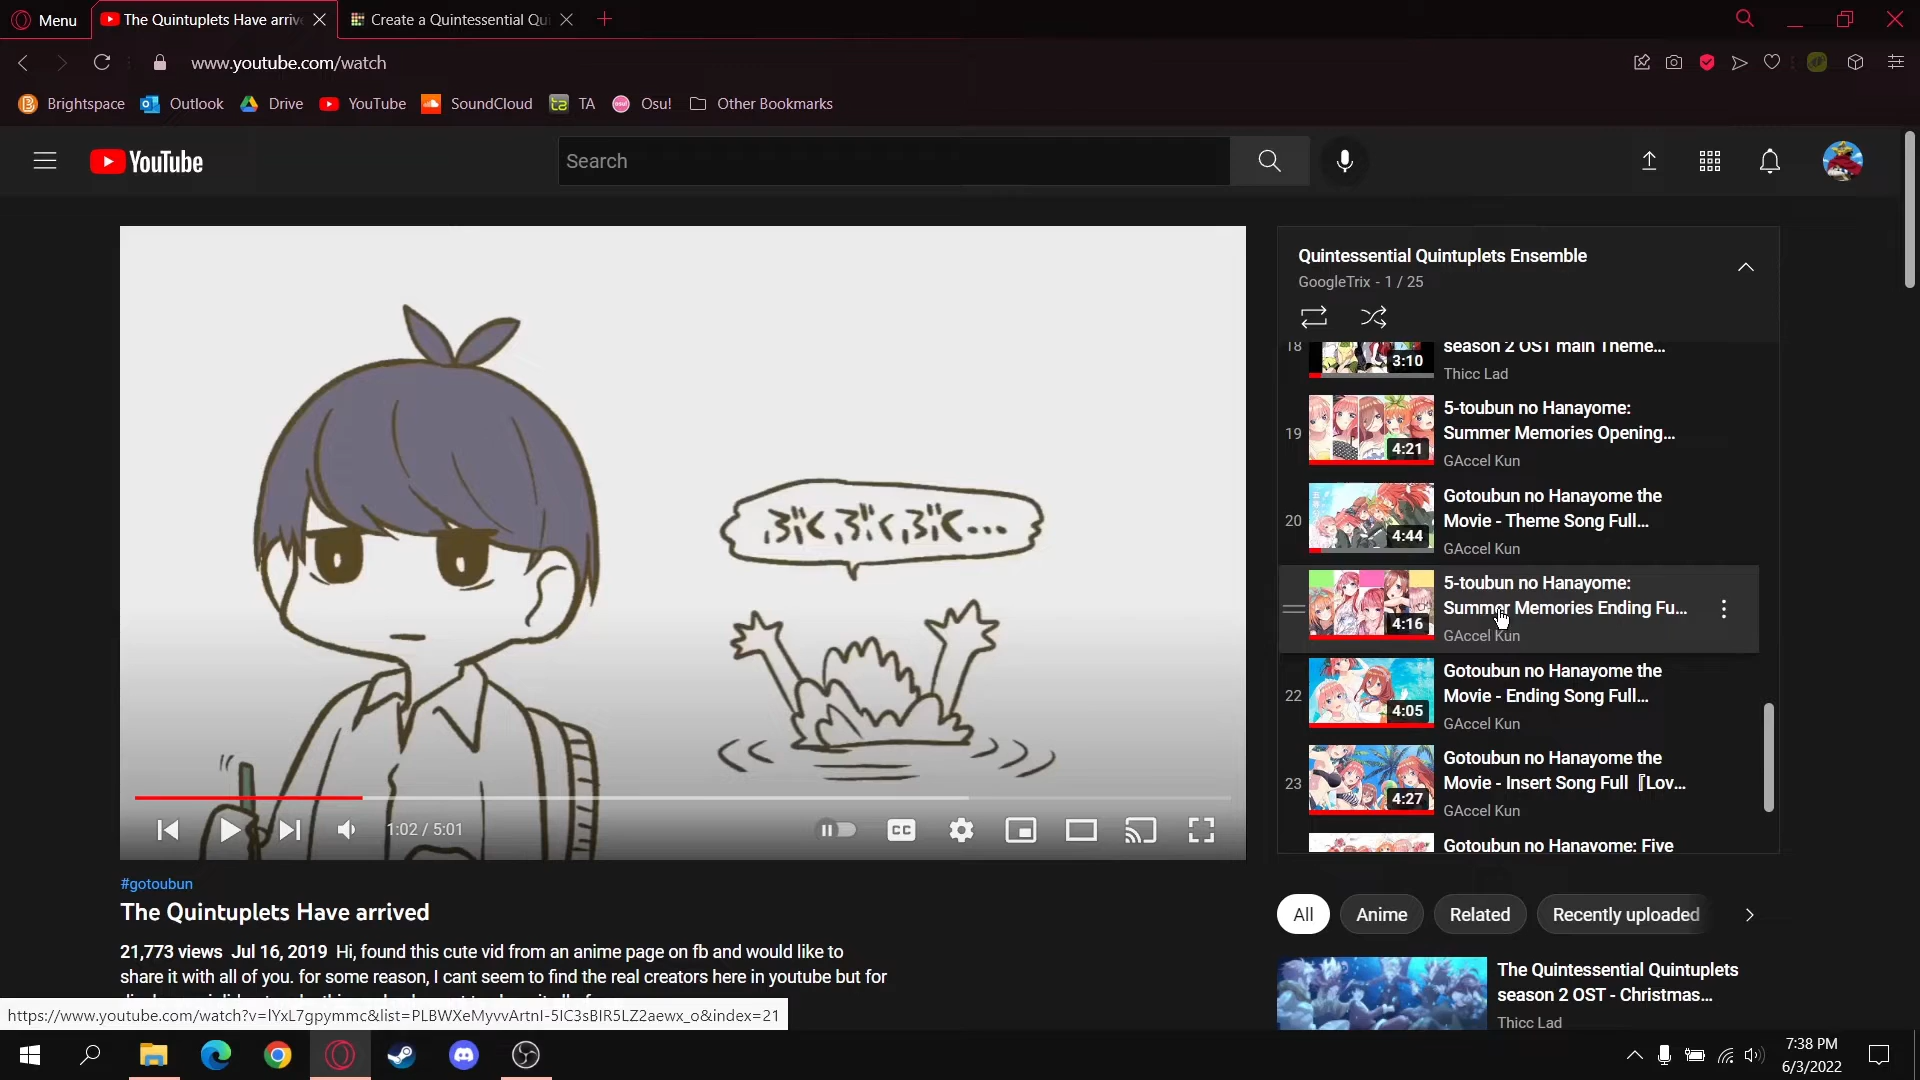 Menu
The Quintuplets Have arriv
Create a Quintessential Qu
www.youtube.com/watch
Brightspace
Outlook
Drive
YouTube
SoundCloud
TA
Osu!
Other Bookmarks
YouTube
Search
ぶくぶくぶく…
1:02 / 5:01
CC
Quintessential Quintuplets Ensemble
GoogleTrix - 1 / 25
18
3:10
season 2 OST main Theme...
Thicc Lad
19
4:21
5-toubun no Hanayome:
Summer Memories Opening...
GAccel Kun
20
4:44
Gotoubun no Hanayome the
Movie - Theme Song Full...
GAccel Kun
4:16
5-toubun no Hanayome:
Summer Memories Ending Fu...
GAccel Kun
22
4:05
Gotoubun no Hanayome the
Movie - Ending Song Full...
GAccel Kun
23
4:27
Gotoubun no Hanayome the
Movie - Insert Song Full『Lov...
GAccel Kun
Gotoubun no Hanayome: Five
#gotoubun
The Quintuplets Have arrived
21,773 views Jul 16, 2019 Hi, found this cute vid from an anime page on fb and would like to
share it with all of you. for some reason, I cant seem to find the real creators here in youtube but for
All
Anime
Related
Recently uploaded
The Quintessential Quintuplets
season 2 OST - Christmas...
Thicc Lad
https://www.youtube.com/watch?v=lYxL7gpymmc&list=PLBWXeMyvvArtnI-5IC3sBIR5LZ2aewx_o&index=21
7:38 PM
6/3/2022